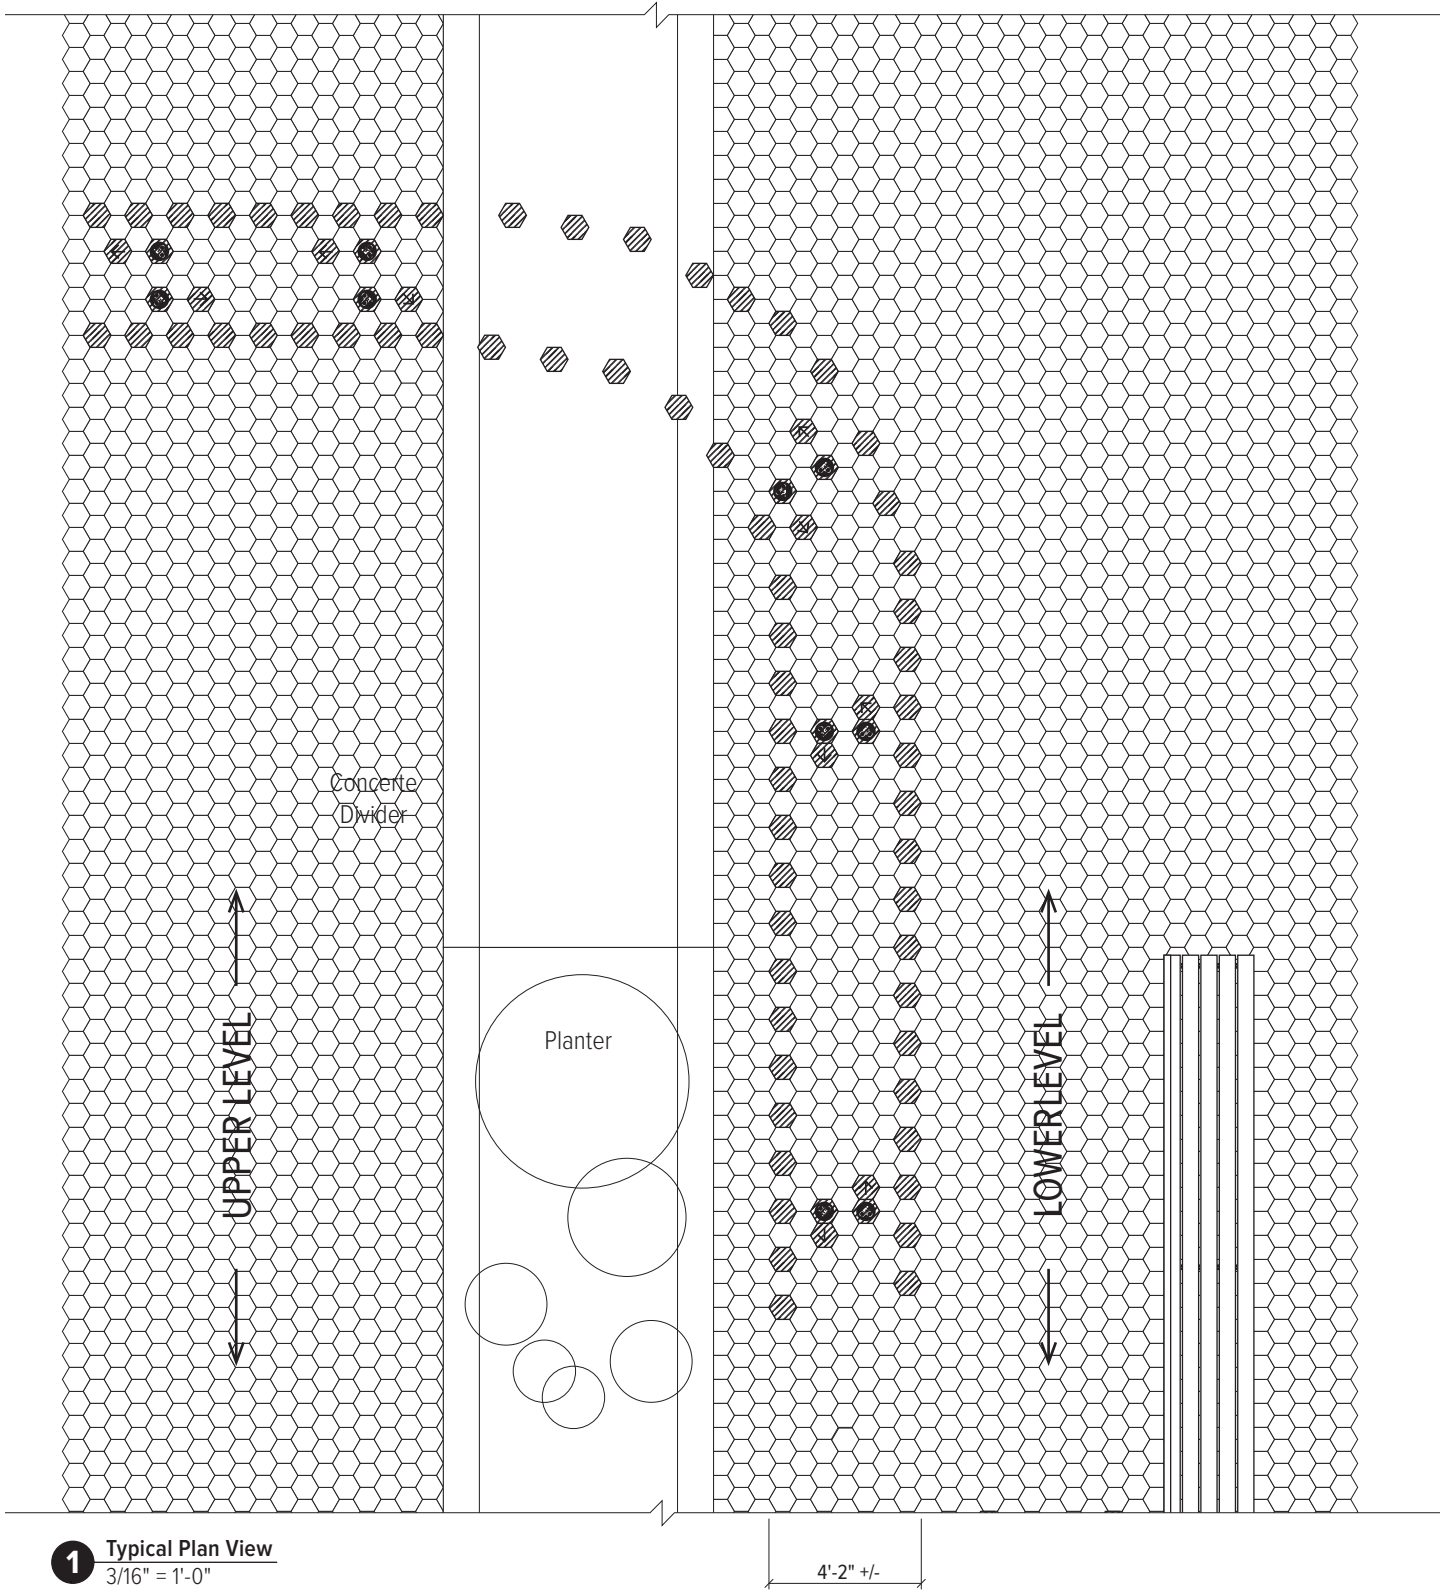 Concerte
Divider
Planter
UPPER LEVEL
LOWERLEVEL
1 Typical Plan View
3/16" = 1'-0"
4'-2" +/-